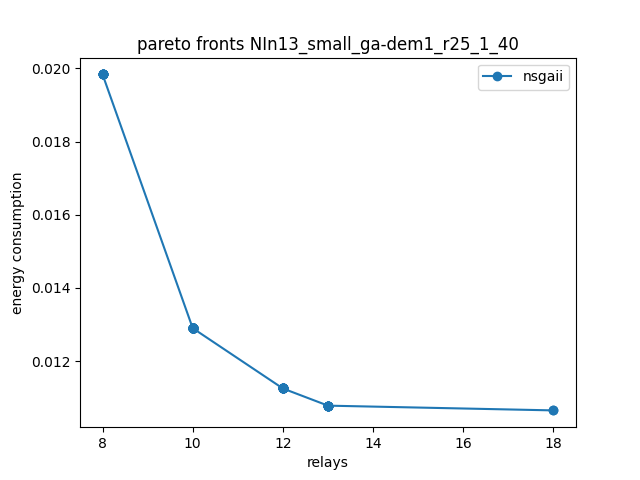 pareto fronts NIn13_small_ga-dem1_r25_1_40
nsgaii
0.020
0.018
0.016
0.014
0.012
energy consumption
8 10 12 14 16 18
relays